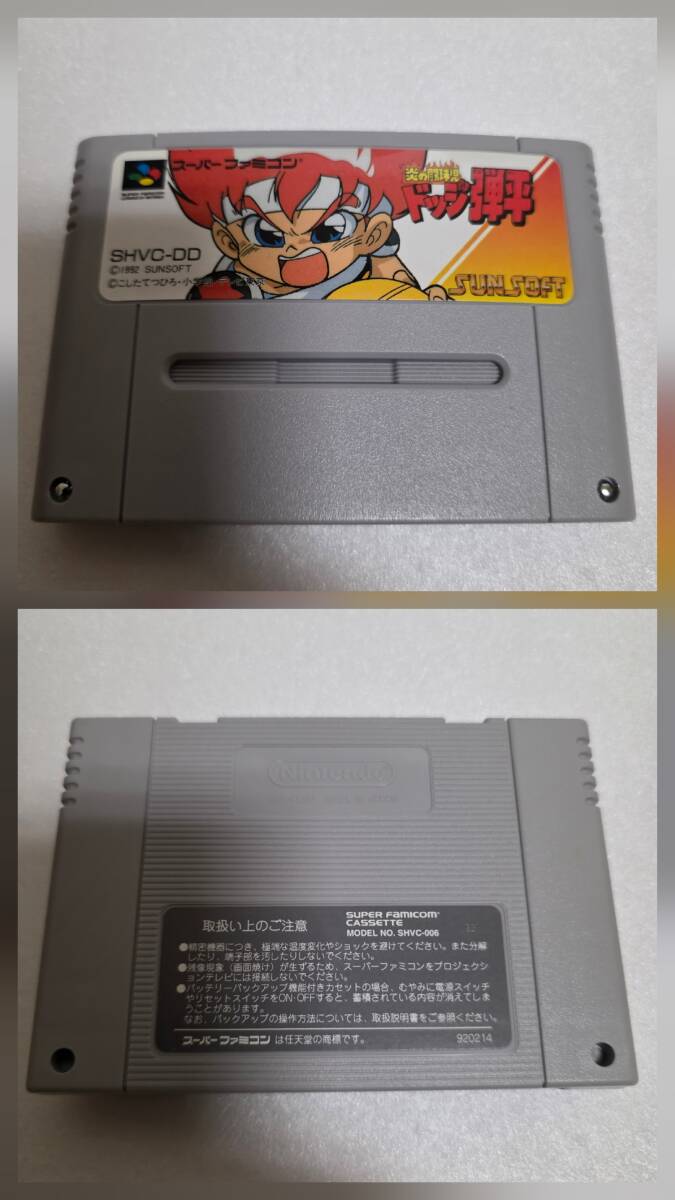 スーパーファミコン
SUPER FAMICOM
炎の闘球児
ドッジ弾平
SHVC-DD
©1992 SUNSOFT
©こしたてつひろ・小
SUNSOFT
Nintendo
取扱い上のご注意
SUPER FAMICOM
CASSETTE
MODEL NO. SHVC-006
12
●精密機器につき、極端な温度変化やショックを避けてください。また分解
したり、端子部を汚したりしないでください。
●残像現象(画面焼け)が生ずるため、スーパーファミコンをプロジェクシ
ョンテレビには接続しないでください。
●バッテリーバックアップ機能付きカセットの場合、むやみに電源スイッチ
やリセットスイッチをON・OFFすると、蓄積されている内容が消えてしま
うことがあります。
なお、バックアップの操作方法については、取扱説明書をご参照ください。
スーパーファミコン は任天堂の商標です。
920214